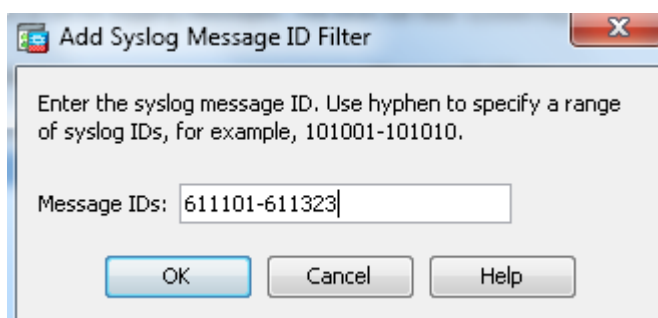 Add Syslog Message ID Filter
Enter the syslog message ID. Use hyphen to specify a range
of syslog IDs, for example, 101001-101010.
Message IDs: 611101-611323
OK Cancel Help